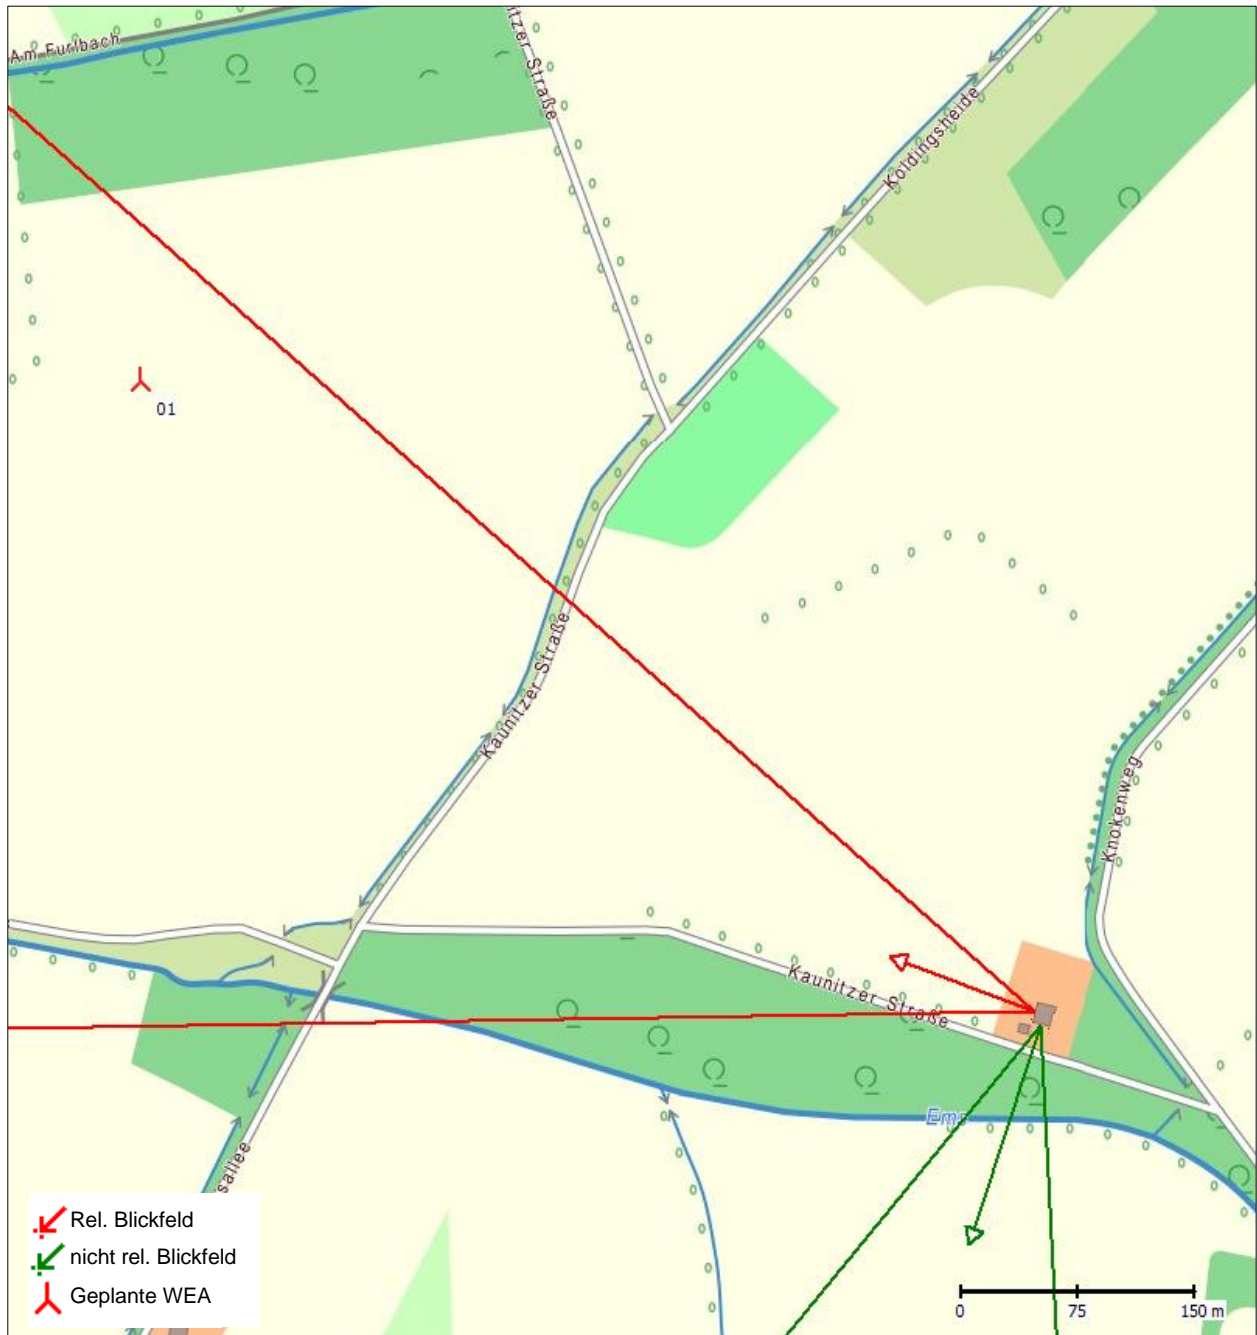 Am Furlbach
itzer Straße
Koldingsheide
01
Kaunitzer Straße
Knokenweg
Kaunitzer Straße
Ems
sallee
Rel. Blickfeld
nicht rel. Blickfeld
Geplante WEA
0 75 150 m